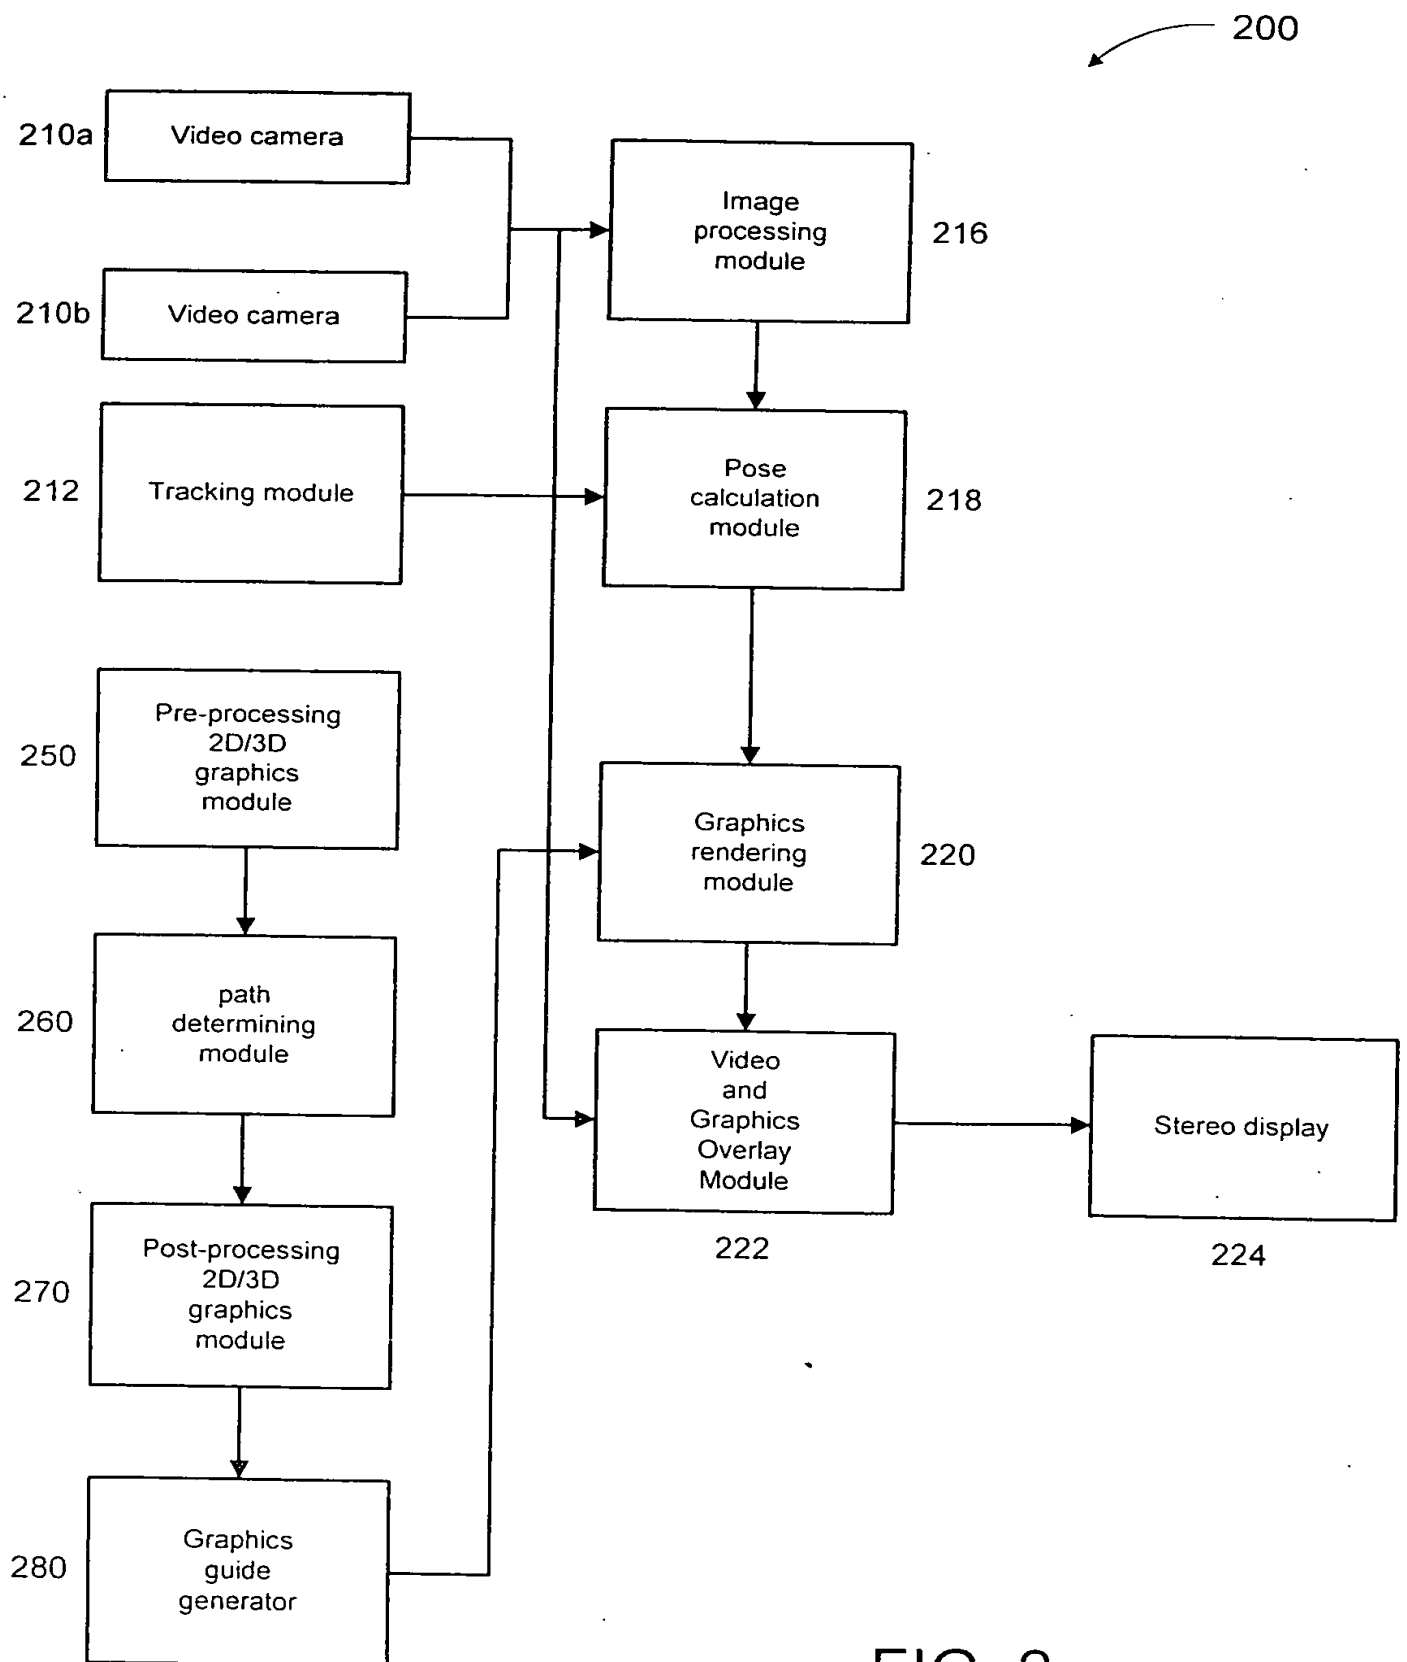 200
210a
Video camera
210b
Video camera
Image
processing
module
216
212
Tracking module
Pose
calculation
module
218
250
Pre-processing
2D/3D
graphics
module
Graphics
rendering
module
220
260
path
determining
module
Video
and
Graphics
Overlay
Module
222
Stereo display
224
270
Post-processing
2D/3D
graphics
module
280
Graphics
guide
generator
FIG.